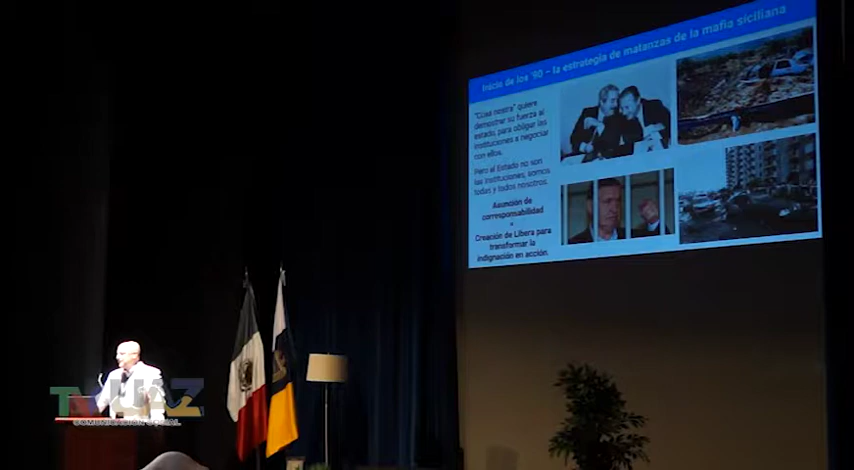 Inicio de los '90 – la estrategia de matanzas de la mafia siciliana
"Cosa nostra" quiere
demostrar su fuerza al
estado, para obligar las
instituciones a negociar
con ellos.
Pero el Estado no son
las instituciones, somos
todas y todos nosotros.
Asunción de
corresponsabilidad
Creación de Libera para
transformar la
indignación en acción.
TV UAZ